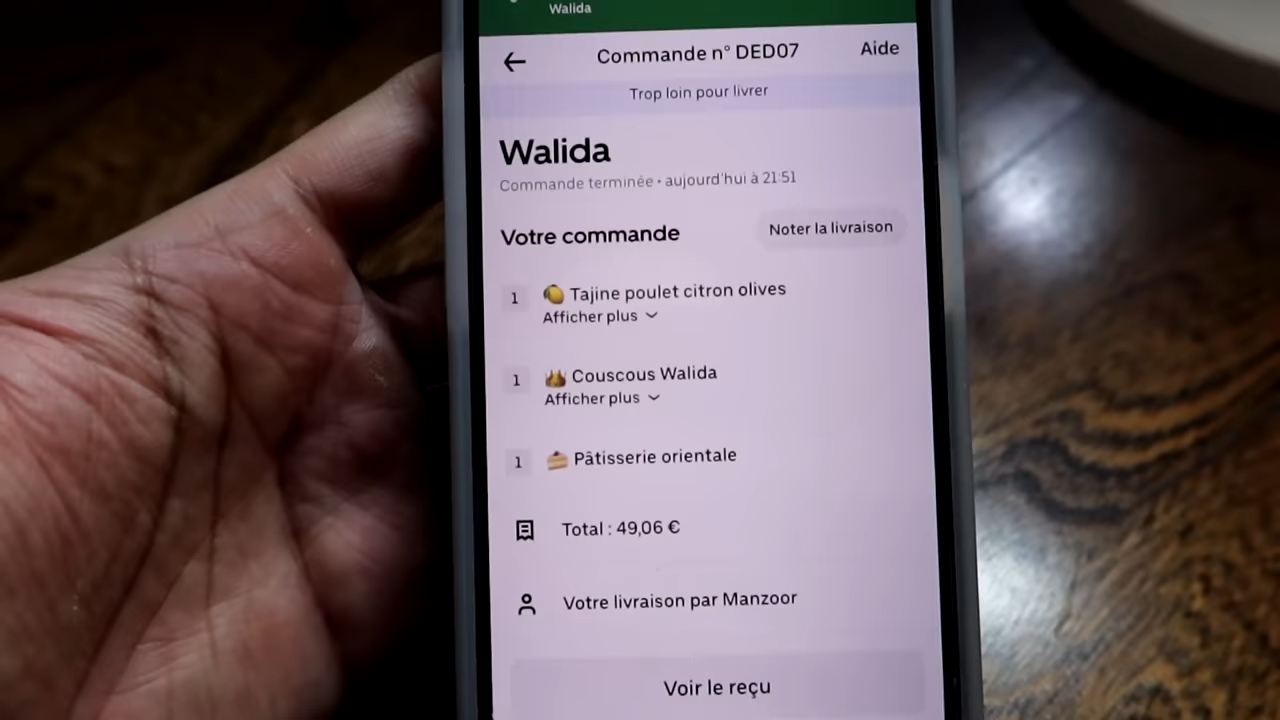 Walida
Commande n° DED07
Aide
Trop loin pour livrer
Walida
Commande terminée • aujourd'hui à 21:51
Votre commande
Noter la livraison
1
Tajine poulet citron olives
Afficher plus
1
Couscous Walida
Afficher plus
1
Pâtisserie orientale
Total : 49,06 €
Votre livraison par Manzoor
Voir le reçu